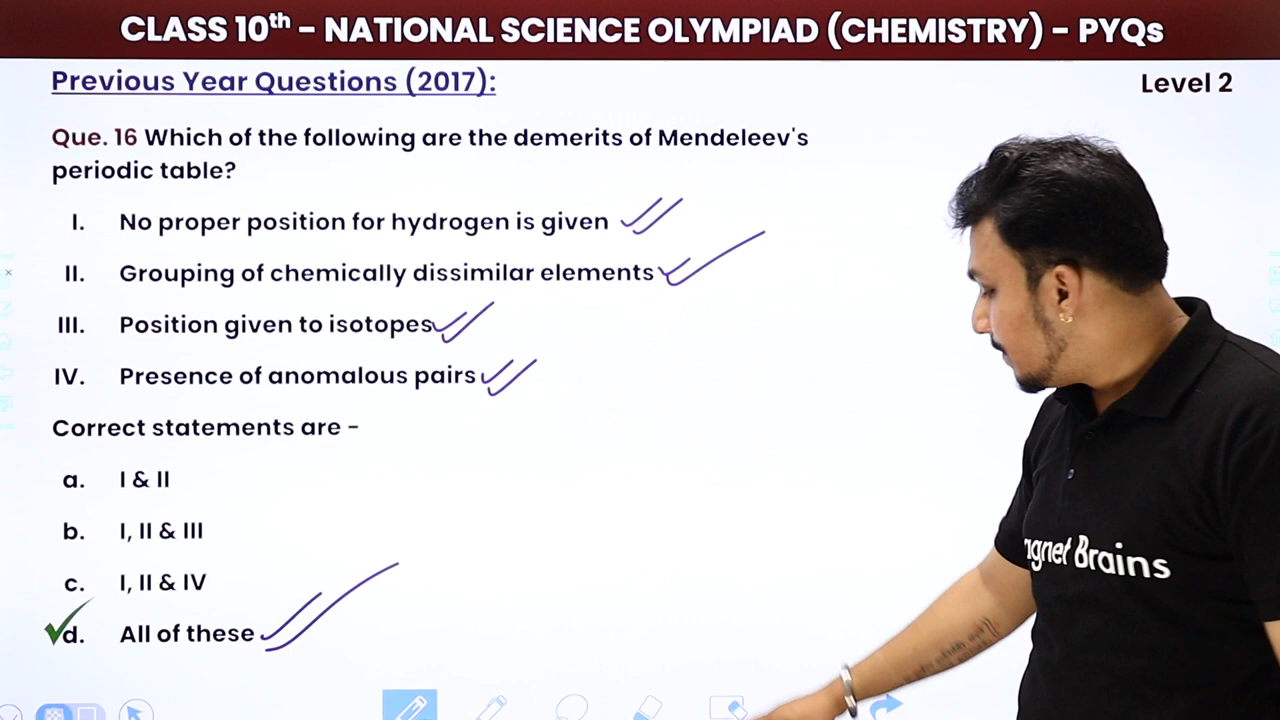 CLASS 10th – NATIONAL SCIENCE OLYMPIAD (CHEMISTRY) – PYQs
Previous Year Questions (2017):
Level 2
Que. 16 Which of the following are the demerits of Mendeleev's
periodic table?
I. No proper position for hydrogen is given
II. Grouping of chemically dissimilar elements
III. Position given to isotopes
IV. Presence of anomalous pairs
Correct statements are –
a. I & II
b. I, II & III
c. I, II & IV
d. All of these
agnet Brains